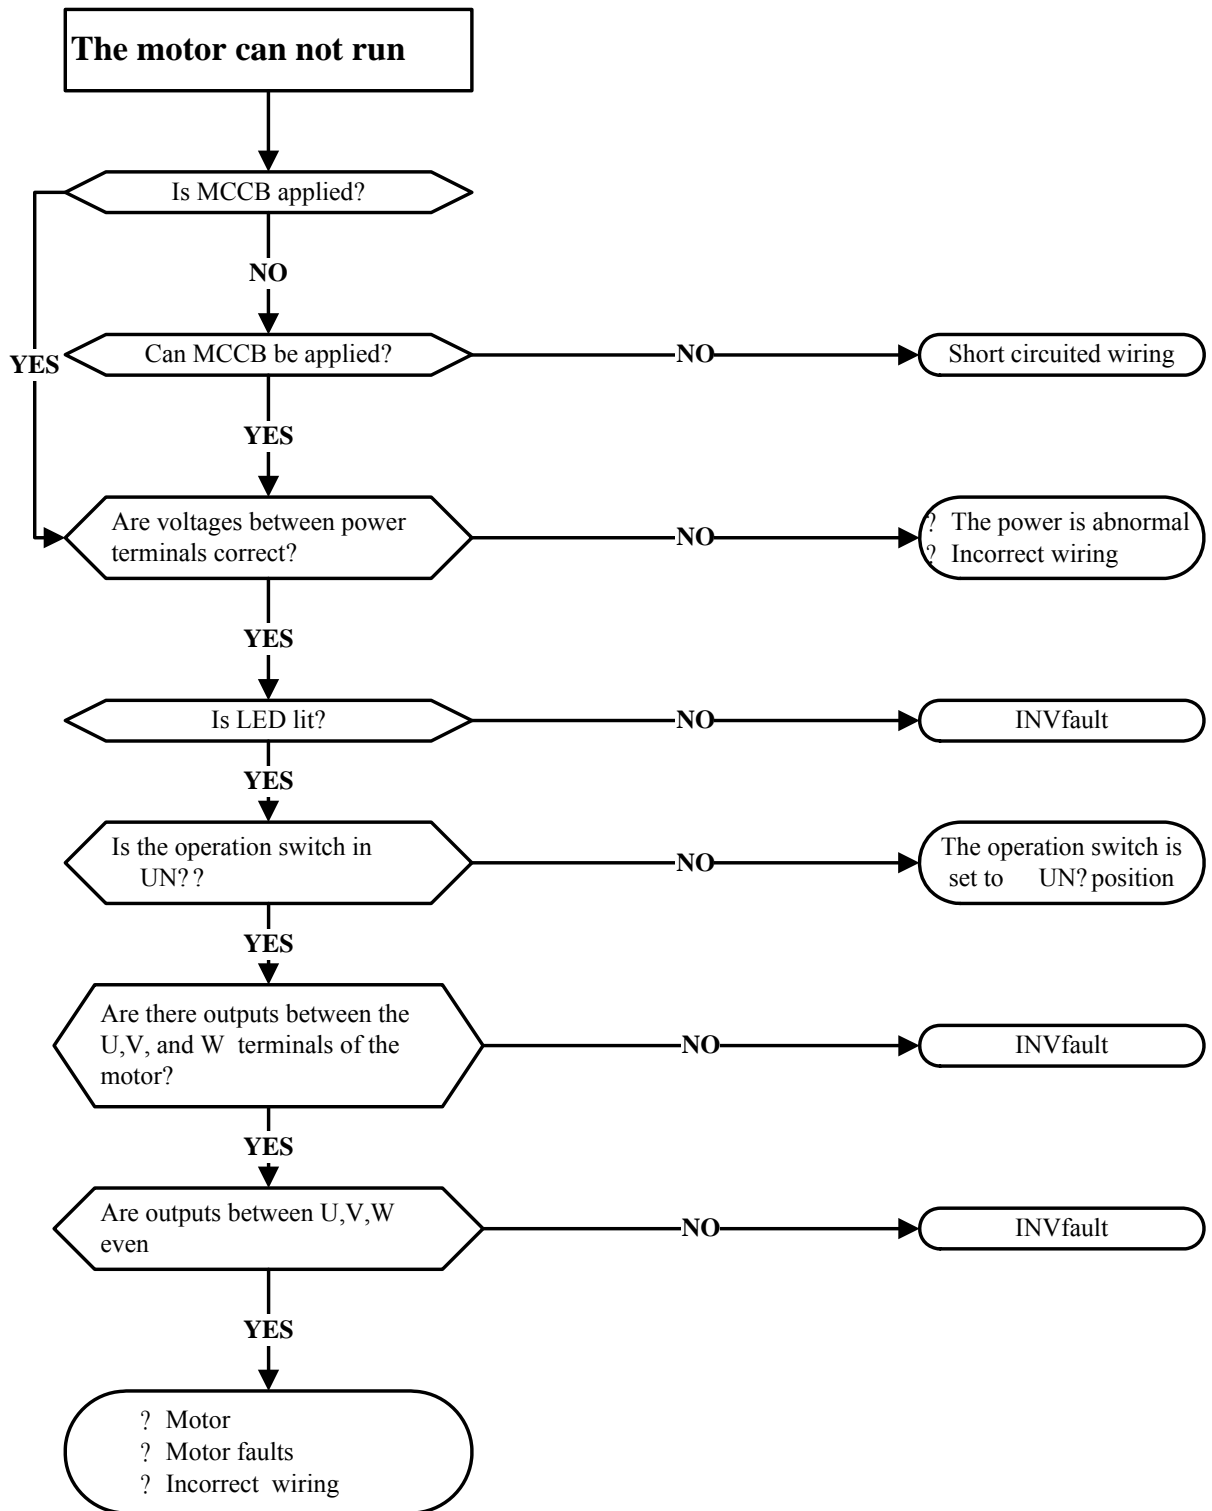 The motor can not run
Is MCCB applied?
NO
YES
Can MCCB be applied?
NO
Short circuited wiring
YES
Are voltages between power
terminals correct?
NO
? The power is abnormal
? Incorrect wiring
YES
Is LED lit?
NO
INVfault
YES
Is the operation switch in
UN??
NO
The operation switch is
set to UN? position
YES
Are there outputs between the
U,V, and W terminals of the
motor?
NO
INVfault
YES
Are outputs between U,V,W
even
NO
INVfault
YES
? Motor
? Motor faults
? Incorrect wiring